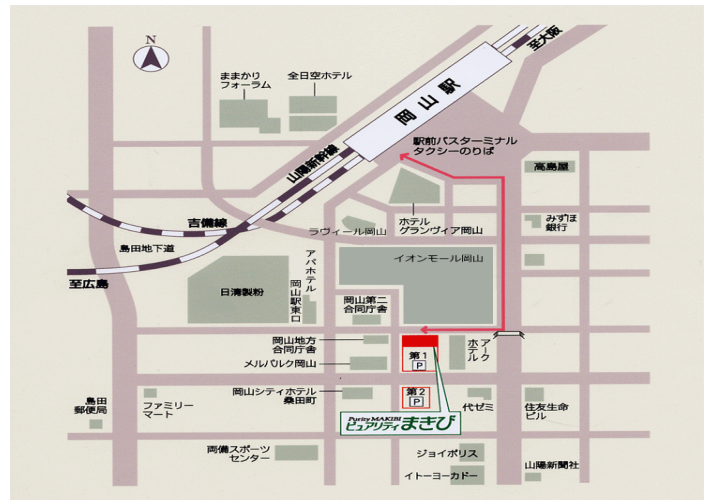 N
至大阪
ままかり
フォーラム
全日空ホテル
岡山駅
駅前バスターミナル
タクシーのりば
山陽新幹線
高島屋
吉備線
ホテル
グランヴィア岡山
みずほ
銀行
ラヴィール岡山
島田地下道
イオンモール岡山
至広島
日清製粉
アパホテル
岡山駅東口
岡山第二
合同庁舎
岡山地方
合同庁舎
メルパルク岡山
第1
P
アーク
ホテル
岡山シティホテル
桑田町
第2
P
島田
郵便局
ファミリー
マート
Purity MAKIBI
ピュアリティまきび
代ゼミ
住友生命
ビル
両備スポーツ
センター
ジョイポリス
イトーヨーカドー
山陽新聞社